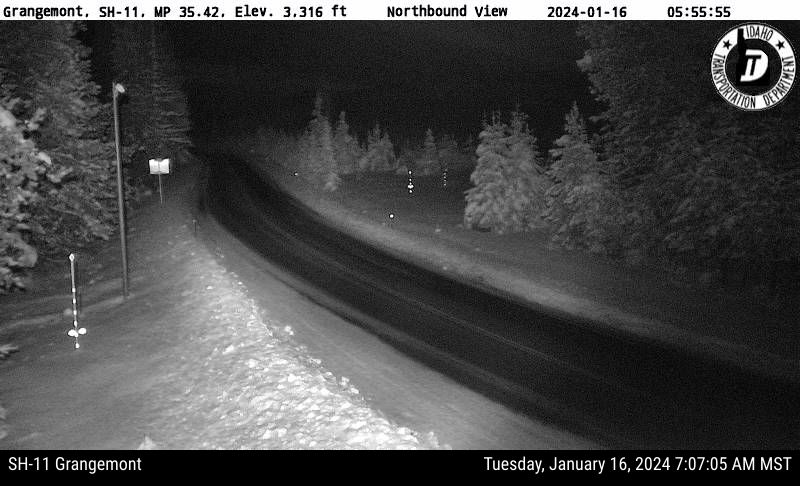 Grangemont, SH-11, MP 35.42, Elev. 3,316 ft Northbound View 2024-01-16 05:55:55
IDAHO
TRANSPORTATION DEPARTMENT
SH-11 Grangemont Tuesday, January 16, 2024 7:07:05 AM MST